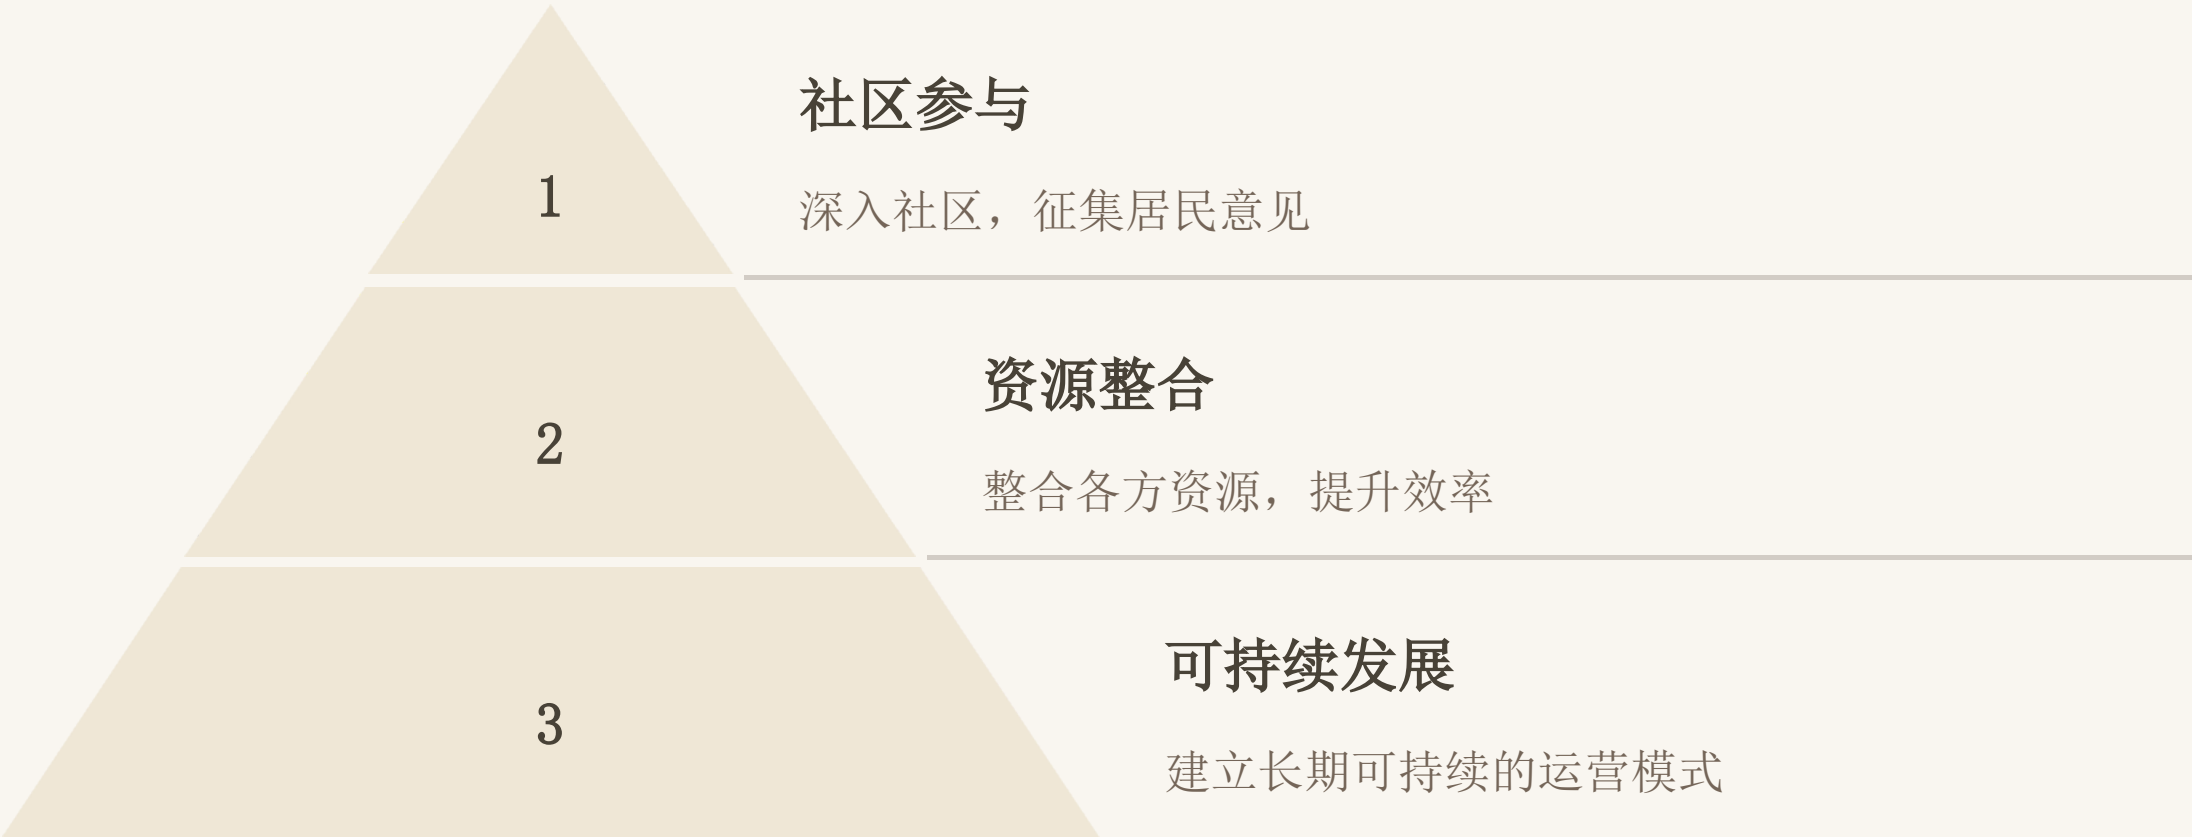 1
社区参与
深入社区，征集居民意见
2
资源整合
整合各方资源，提升效率
3
可持续发展
建立长期可持续的运营模式